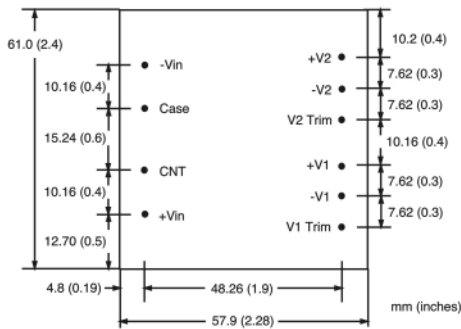 61.0 (2.4)
10.16 (0.4)
15.24 (0.6)
10.16 (0.4)
12.70 (0.5)
-Vin
Case
CNT
+Vin
+V2
-V2
V2 Trim
+V1
-V1
V1 Trim
10.2 (0.4)
7.62 (0.3)
7.62 (0.3)
10.16 (0.4)
7.62 (0.3)
7.62 (0.3)
4.8 (0.19)
48.26 (1.9)
57.9 (2.28)
mm (inches)